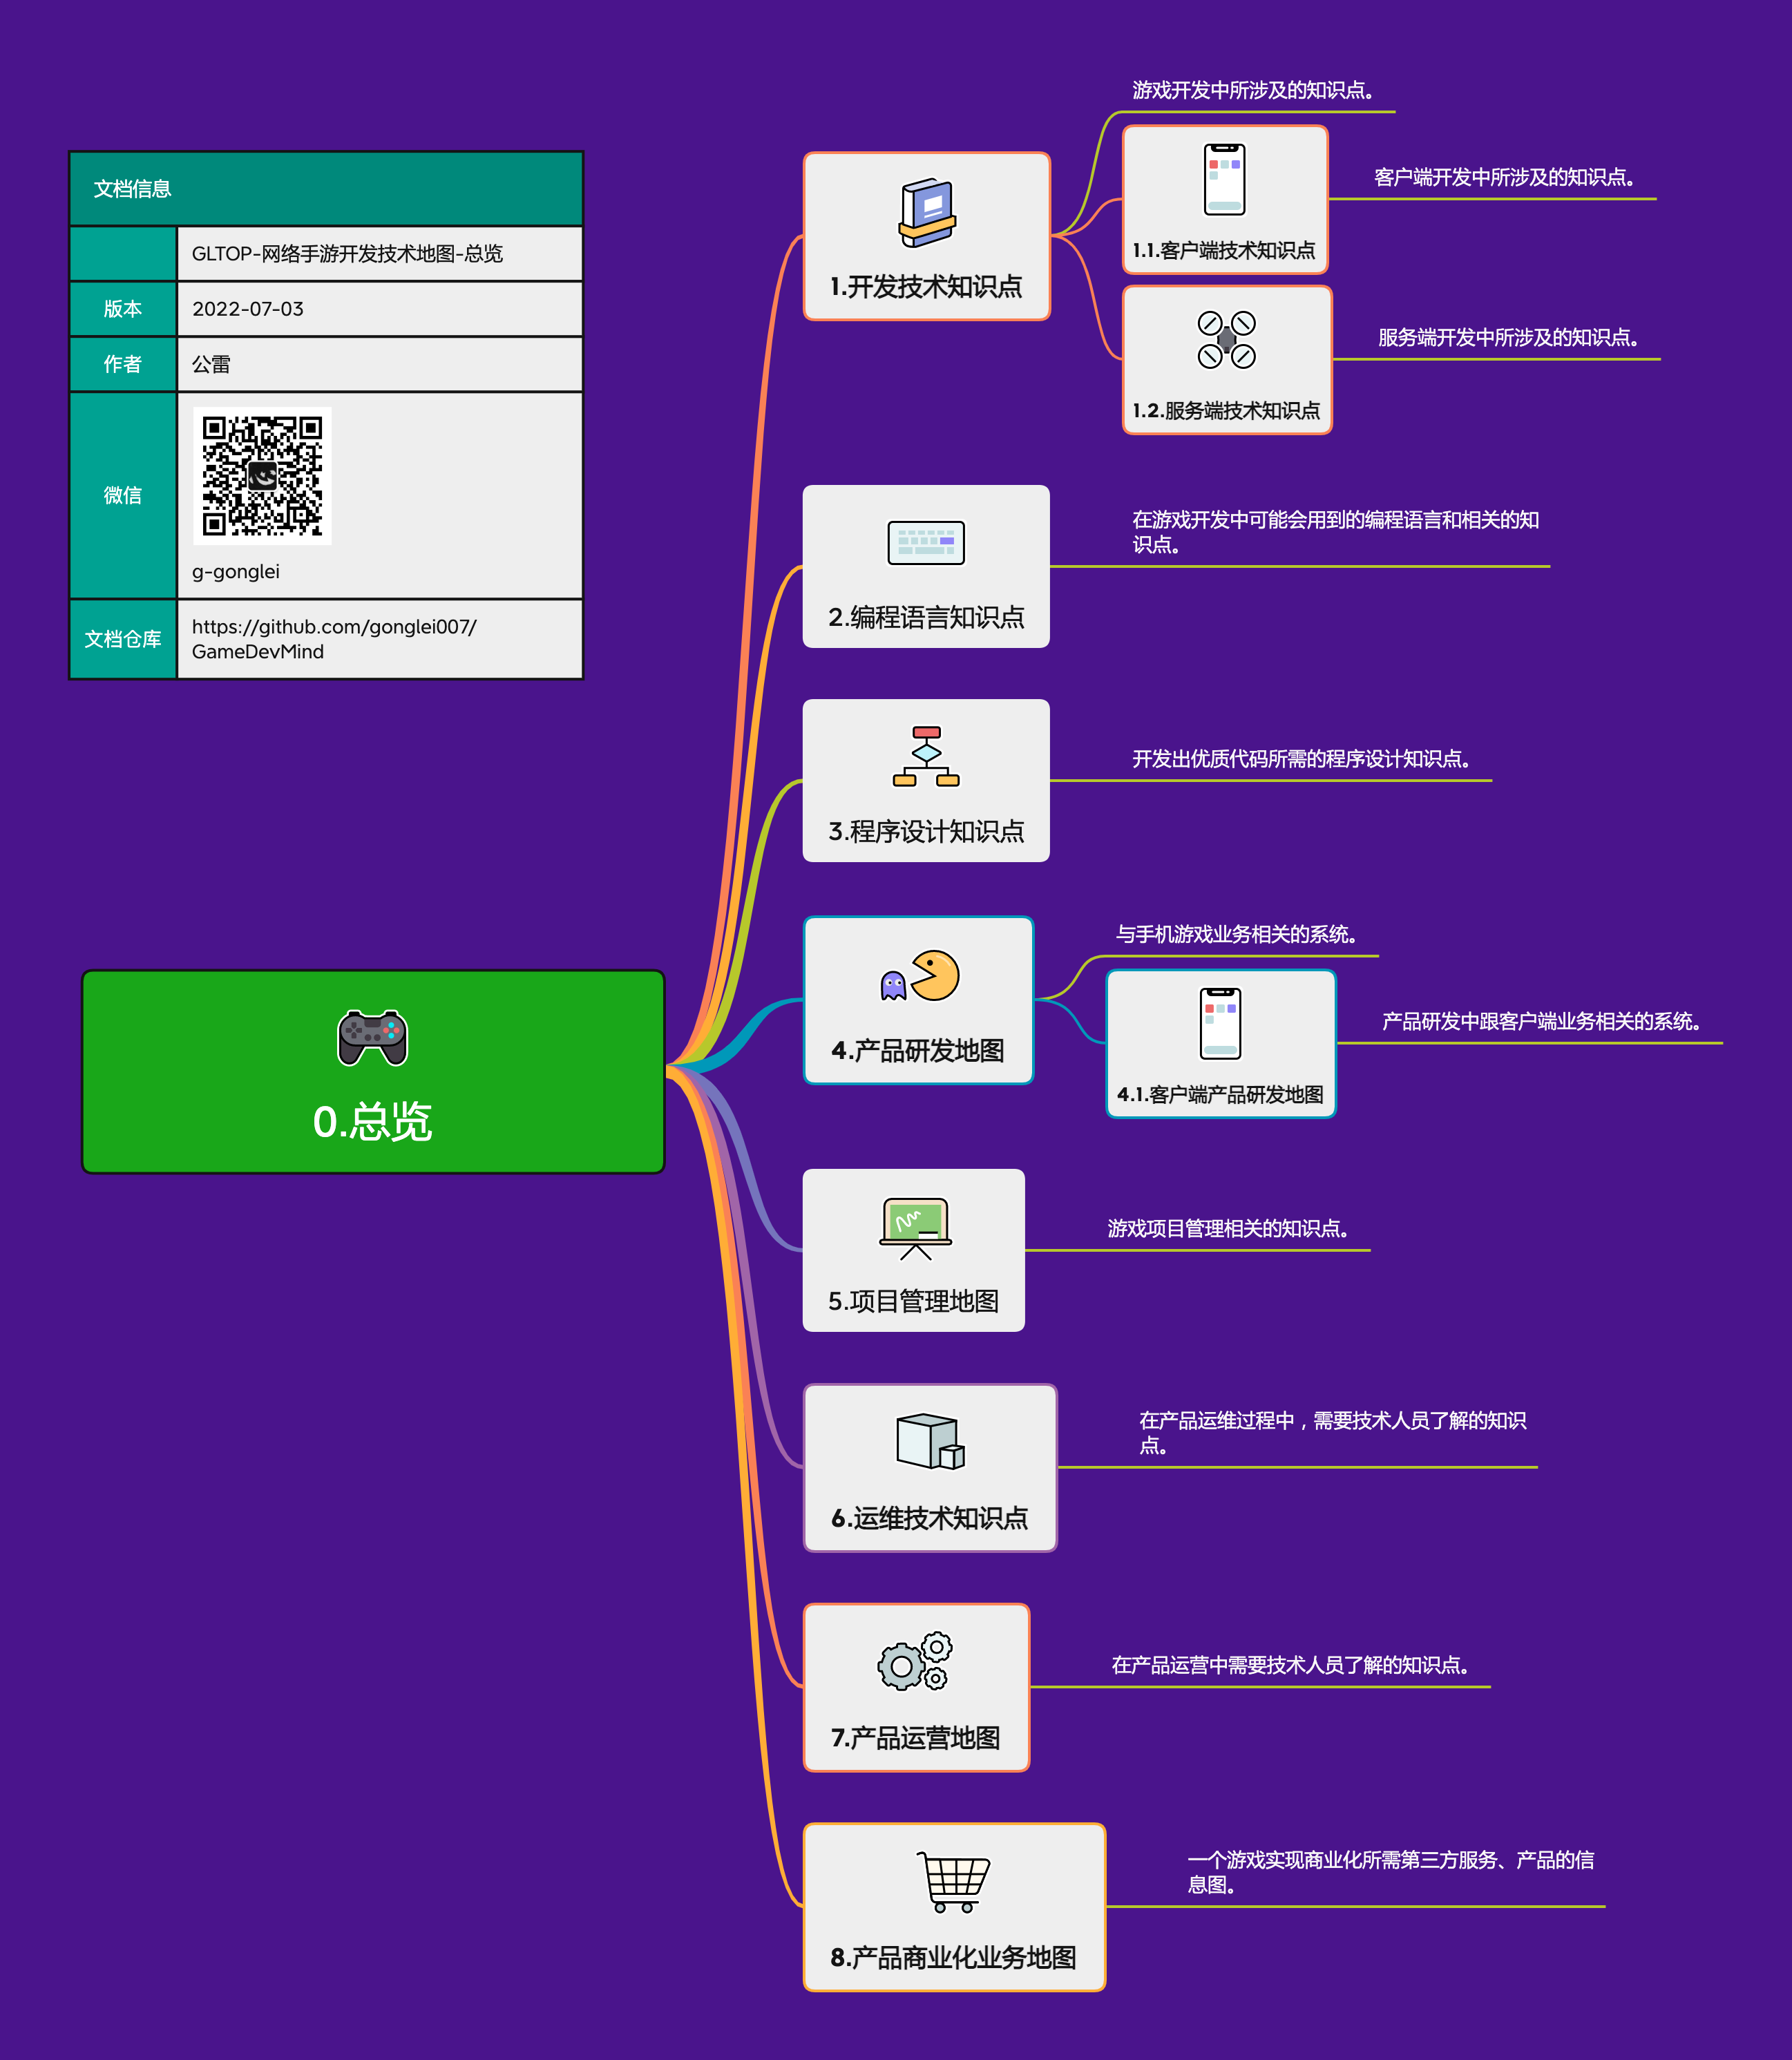 文档信息
GLTOP-网络手游开发技术地图-总览
版本
2022-07-03
作者
公雷
微信
g-gonglei
文档仓库
https://github.com/gonglei007/
GameDevMind
0.总览
1.开发技术知识点
游戏开发中所涉及的知识点。
1.1.客户端技术知识点
客户端开发中所涉及的知识点。
1.2.服务端技术知识点
服务端开发中所涉及的知识点。
2.编程语言知识点
在游戏开发中可能会用到的编程语言和相关的知
识点。
3.程序设计知识点
开发出优质代码所需的程序设计知识点。
4.产品研发地图
与手机游戏业务相关的系统。
4.1.客户端产品研发地图
产品研发中跟客户端业务相关的系统。
5.项目管理地图
游戏项目管理相关的知识点。
6.运维技术知识点
在产品运维过程中，需要技术人员了解的知识
点。
7.产品运营地图
在产品运营中需要技术人员了解的知识点。
8.产品商业化业务地图
一个游戏实现商业化所需第三方服务、产品的信
息图。